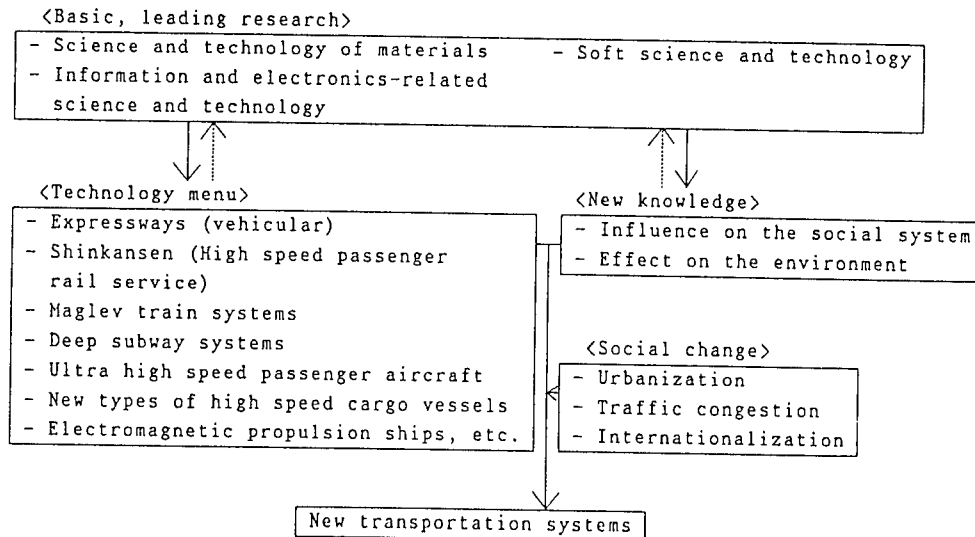 <Basic, leading research>
- Science and technology of materials
- Soft science and technology
- Information and electronics-related
science and technology
<Technology menu>
- Expressways (vehicular)
- Shinkansen (High speed passenger
rail service)
- Maglev train systems
- Deep subway systems
- Ultra high speed passenger aircraft
- New types of high speed cargo vessels
- Electromagnetic propulsion ships, etc.
<New knowledge>
- Influence on the social system
- Effect on the environment
<Social change>
- Urbanization
- Traffic congestion
- Internationalization
New transportation systems